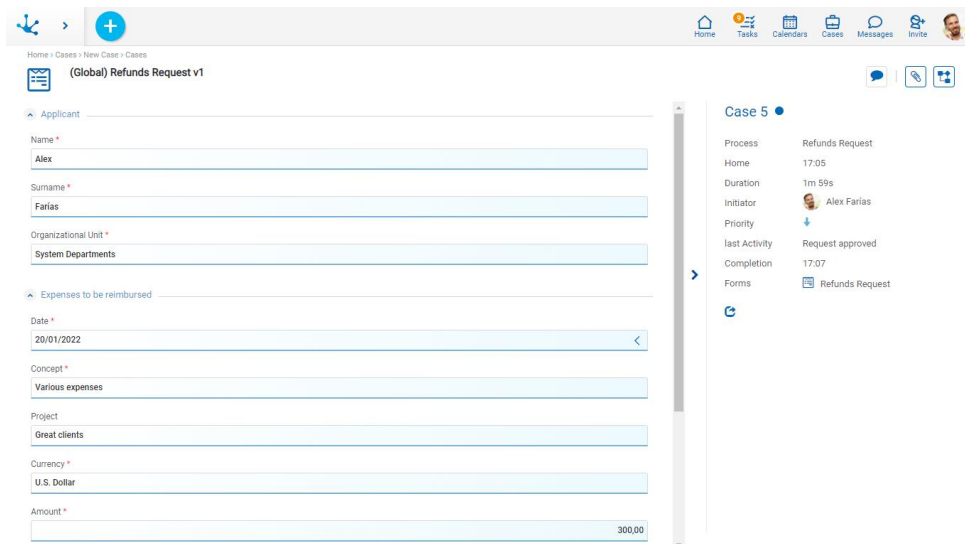 9
Home Tasks Calendars Cases Messages Invite
Home > Cases > New Case > Cases
(Global) Refunds Request v1
Applicant
Name *
Alex
Surname *
Farías
Organizational Unit *
System Departments
Expenses to be reimbursed
Date *
20/01/2022
Concept *
Various expenses
Project
Great clients
Currency *
U.S. Dollar
Amount *
300,00
Case 5
Process Refunds Request
Home 17:05
Duration 1m 59s
Initiator Alex Farías
Priority
last Activity Request approved
Completion 17:07
Forms Refunds Request